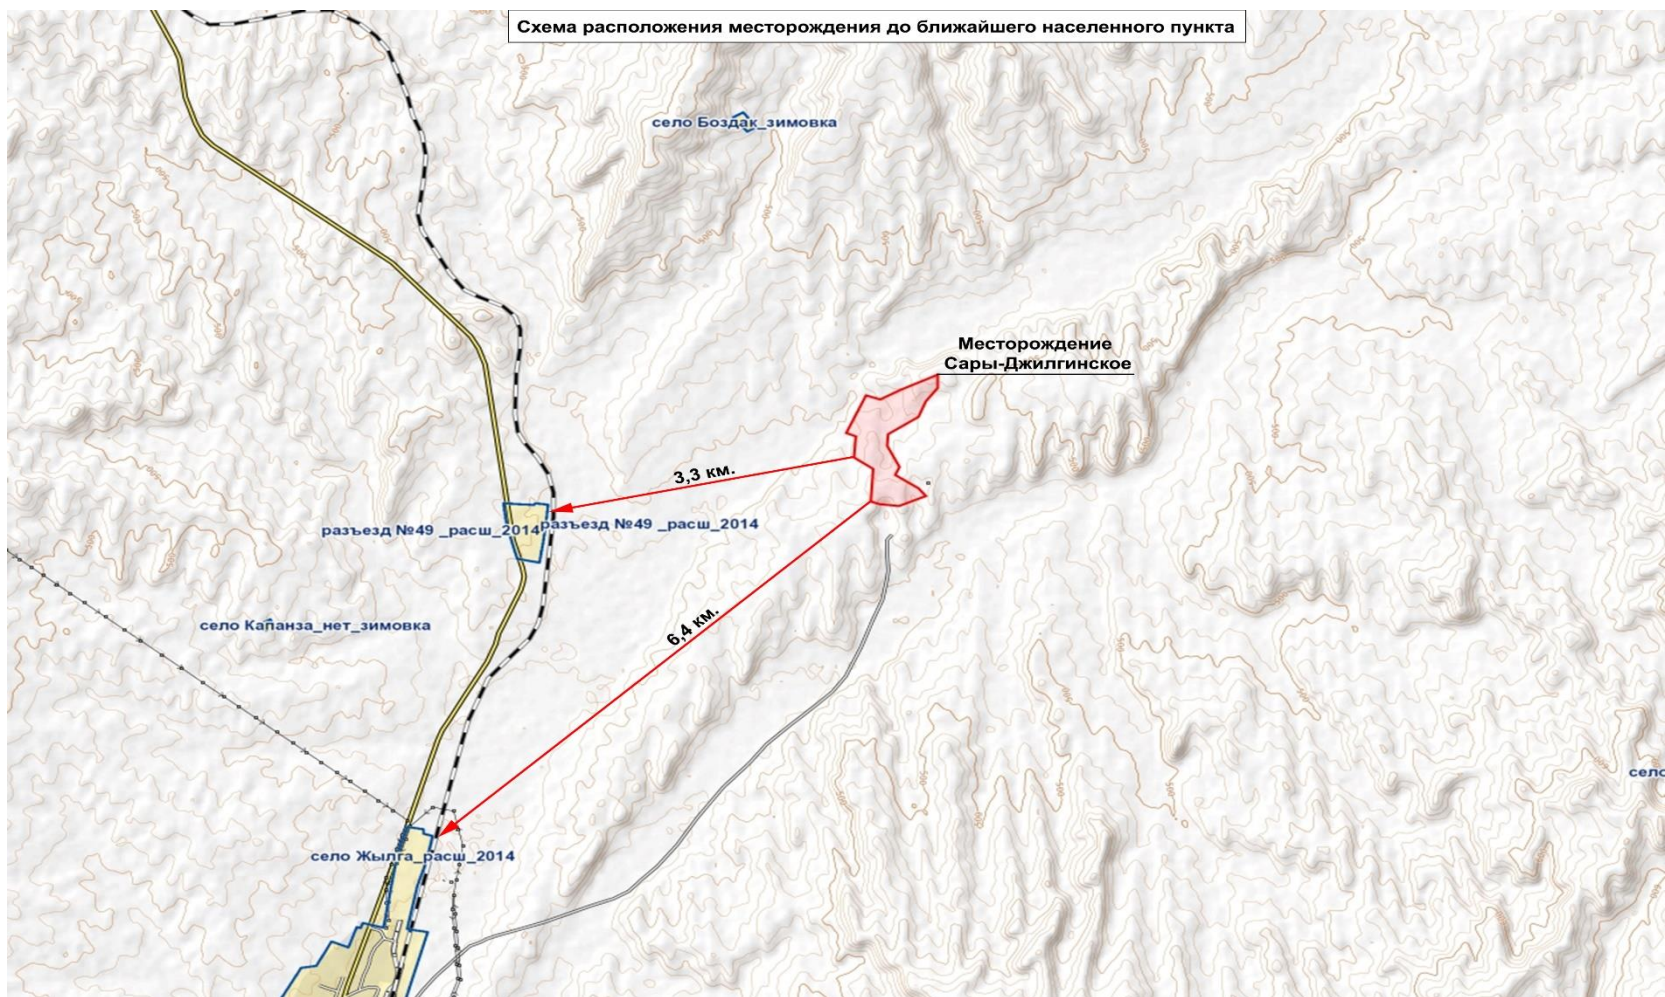 Схема расположения месторождения до ближайшего населенного пункта
село Боздак_зимовка
500
Месторождение
Сары-Джилгинское
3,3 км.
разъезд №49 _расш_2014
разъезд №49 _расш_2014
село Капанза_нет_зимовка
6,4 км.
село
село Жылга_расш_2014